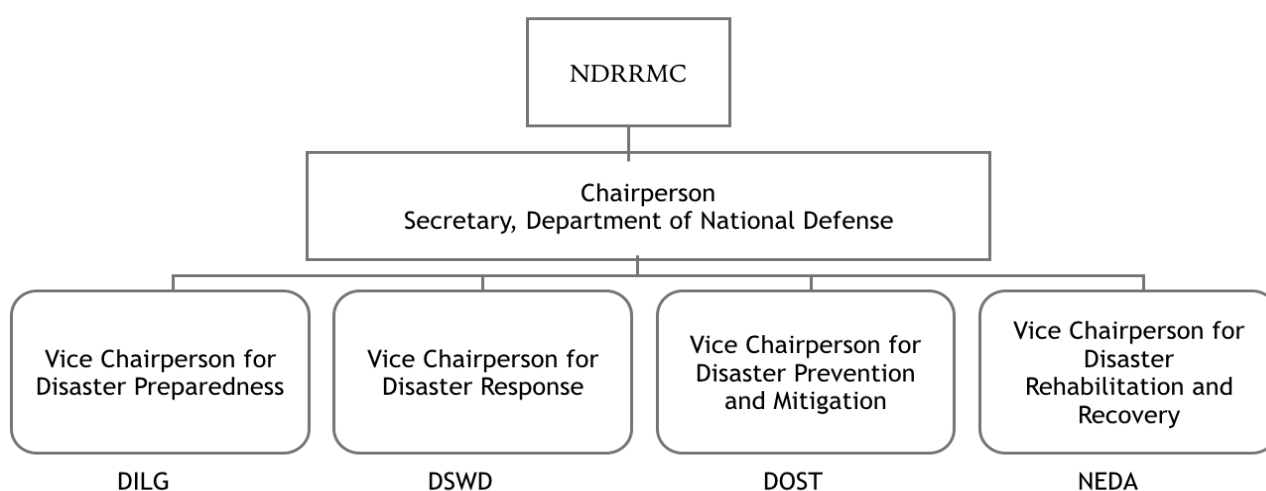 NDRRMC
Chairperson
Secretary, Department of National Defense
Vice Chairperson for
Disaster Preparedness
Vice Chairperson for
Disaster Response
Vice Chairperson for
Disaster Prevention
and Mitigation
Vice Chairperson for
Disaster
Rehabilitation and
Recovery
DILG
DSWD
DOST
NEDA